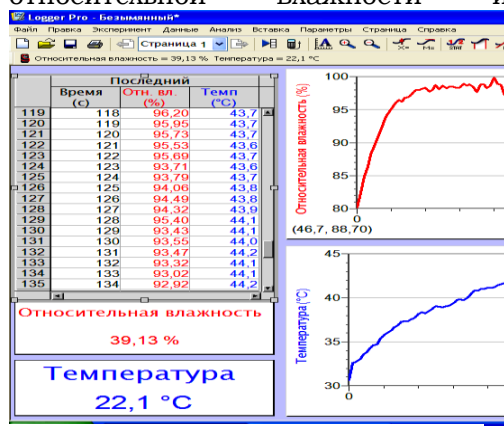 относительной влажности и
Logger Pro - Безымянный*
Файл Правка Эксперимент Данные Анализ Вставка Параметры Страница Справка
Страница 1
Относительная влажность = 39,13 % Температура = 22,1 °C
Последний
Время Отн. вл. Темп
(с) (%) (°C)
119 118 96,20 43,7
120 119 95,95 43,7
121 120 95,73 43,7
122 121 95,53 43,6
123 122 95,69 43,7
124 123 93,71 43,6
125 124 93,79 43,7
126 125 94,06 43,8
127 126 94,49 43,8
128 127 94,32 43,9
129 128 95,40 44,1
130 129 93,43 44,1
131 130 93,55 44,0
132 131 93,47 44,2
133 132 93,32 44,1
134 133 93,02 44,1
135 134 92,92 44,2
Относительная влажность
39,13 %
Температура
22,1 °C
Относительная влажность (%)
100
95
90
85
80
0
(46,7, 88,70)
Температура (°C)
45
40
35
30
0